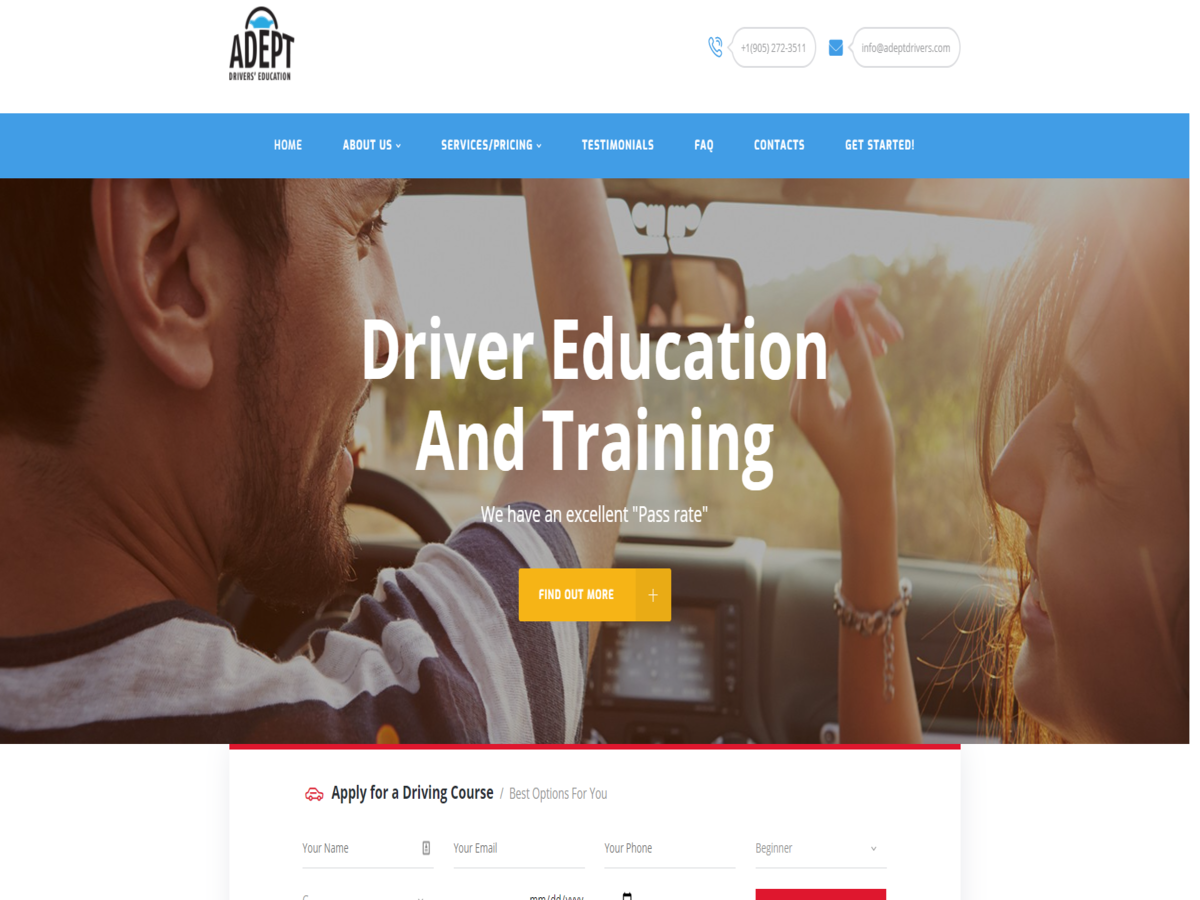 ADEPT
DRIVERS' EDUCATION
+1(905) 272-3511
info@adeptdrivers.com
HOME ABOUT US SERVICES/PRICING TESTIMONIALS FAQ CONTACTS GET STARTED!
Driver Education
And Training
We have an excellent "Pass rate"
FIND OUT MORE +
Apply for a Driving Course / Best Options For You
Your Name Your Email Your Phone Beginner
mm/dd/yyyy